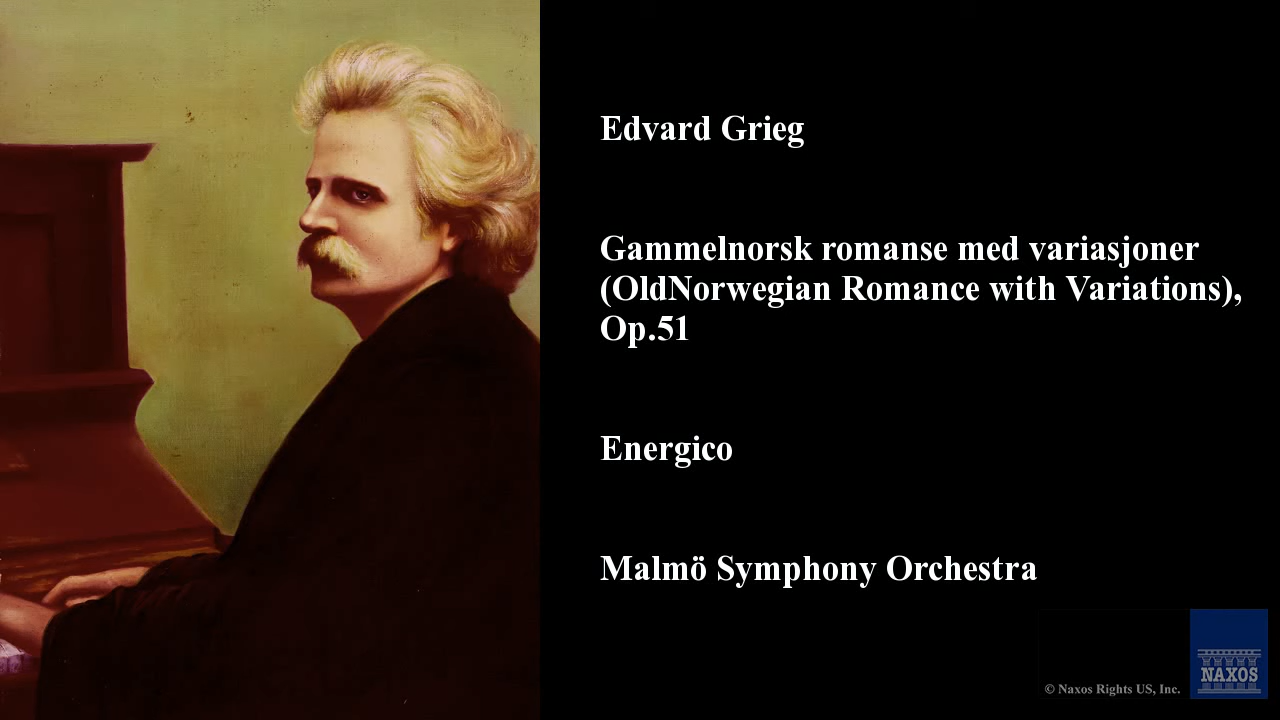 Edvard Grieg
Gammelnorsk romanse med variasjoner
(OldNorwegian Romance with Variations),
Op.51
Energico
Malmö Symphony Orchestra
© Naxos Rights US, Inc.
NAXOS